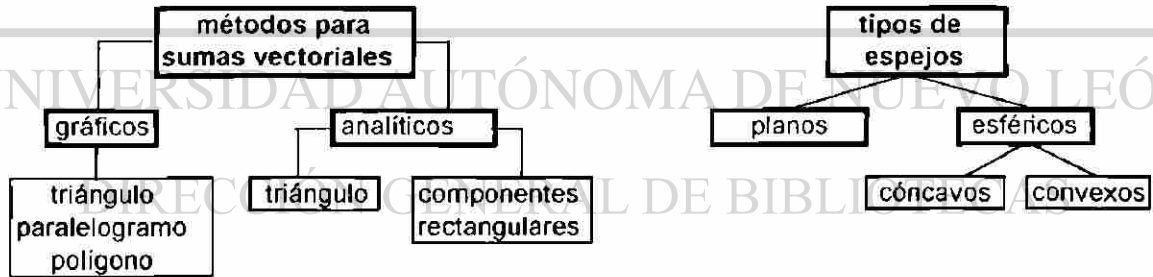 métodos para
sumas vectoriales
gráficos
analíticos
triángulo
paralelogramo
polígono
triángulo
componentes
rectangulares
tipos de
espejos
planos
esféricos
cóncavos
convexos
UNIVERSIDAD AUTÓNOMA DE NUEVO LEÓ
DIRECCIÓN GENERAL DE BIBLIOTECAS